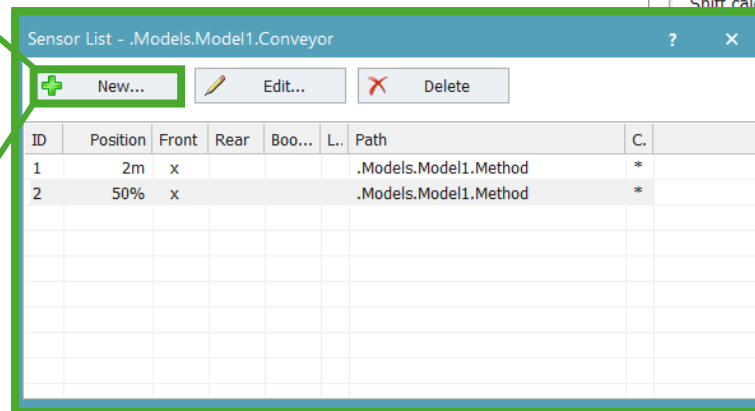 Shift cal
Sensor List - .Models.Model1.Conveyor ? ×
New... Edit... Delete
ID Position Front Rear Boo... L.. Path C.
1 2m x .Models.Model1.Method *
2 50% x .Models.Model1.Method *